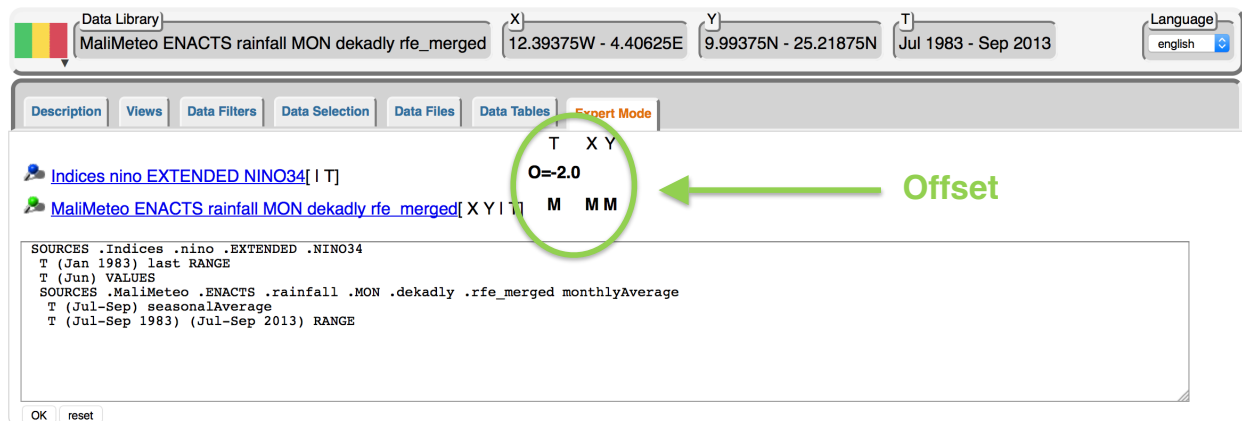 Data Library X Y T Language
MaliMeteo ENACTS rainfall MON dekadly rfe_merged 12.39375W - 4.40625E 9.99375N - 25.21875N Jul 1983 - Sep 2013 english
Description Views Data Filters Data Selection Data Files Data Tables Expert Mode
T X Y
Indices nino EXTENDED NINO34[ | T] O=-2.0
Offset
MaliMeteo ENACTS rainfall MON dekadly rfe_merged[ X Y | T] M M M
SOURCES .Indices .nino .EXTENDED .NINO34
T (Jan 1983) last RANGE
T (Jun) VALUES
SOURCES .MaliMeteo .ENACTS .rainfall .MON .dekadly .rfe_merged monthlyAverage
T (Jul-Sep) seasonalAverage
T (Jul-Sep 1983) (Jul-Sep 2013) RANGE
OK reset